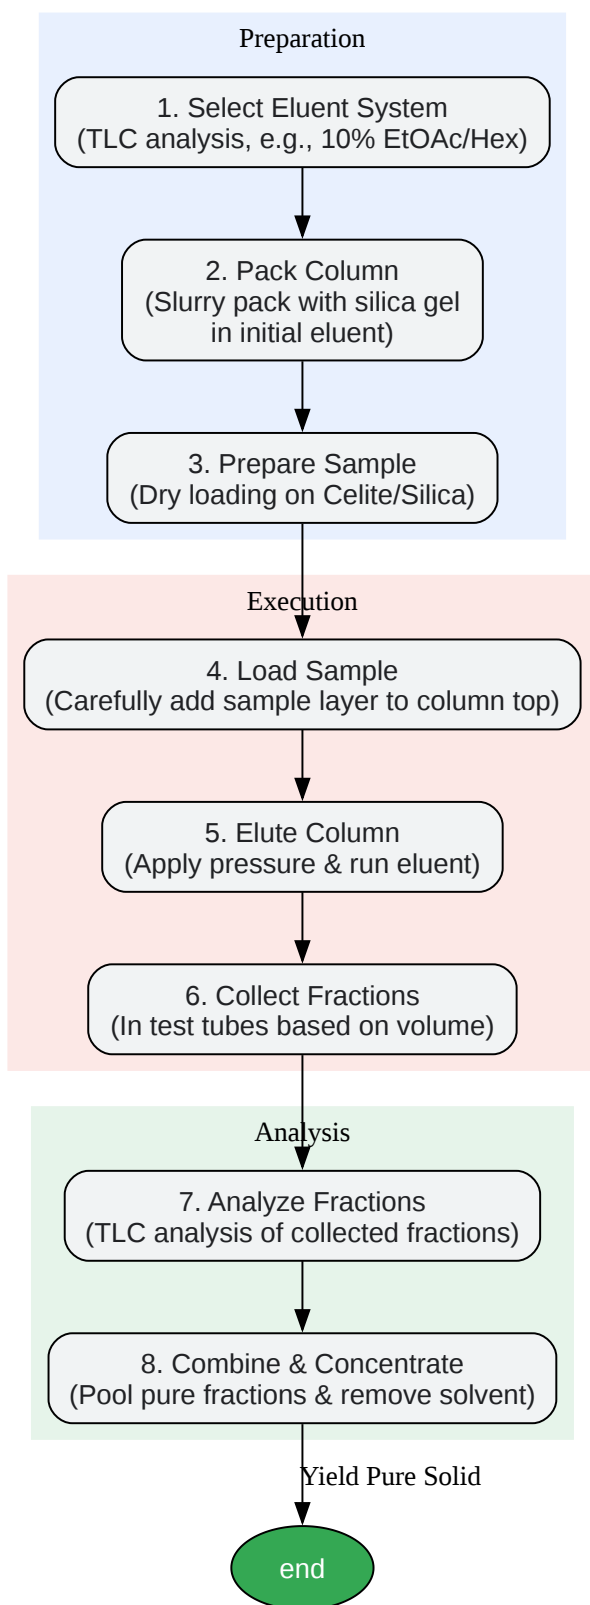 Preparation
1. Select Eluent System
(TLC analysis, e.g., 10% EtOAc/Hex)
2. Pack Column
(Slurry pack with silica gel
in initial eluent)
3. Prepare Sample
(Dry loading on Celite/Silica)
Execution
4. Load Sample
(Carefully add sample layer to column top)
5. Elute Column
(Apply pressure & run eluent)
6. Collect Fractions
(In test tubes based on volume)
Analysis
7. Analyze Fractions
(TLC analysis of collected fractions)
8. Combine & Concentrate
(Pool pure fractions & remove solvent)
Yield Pure Solid
end